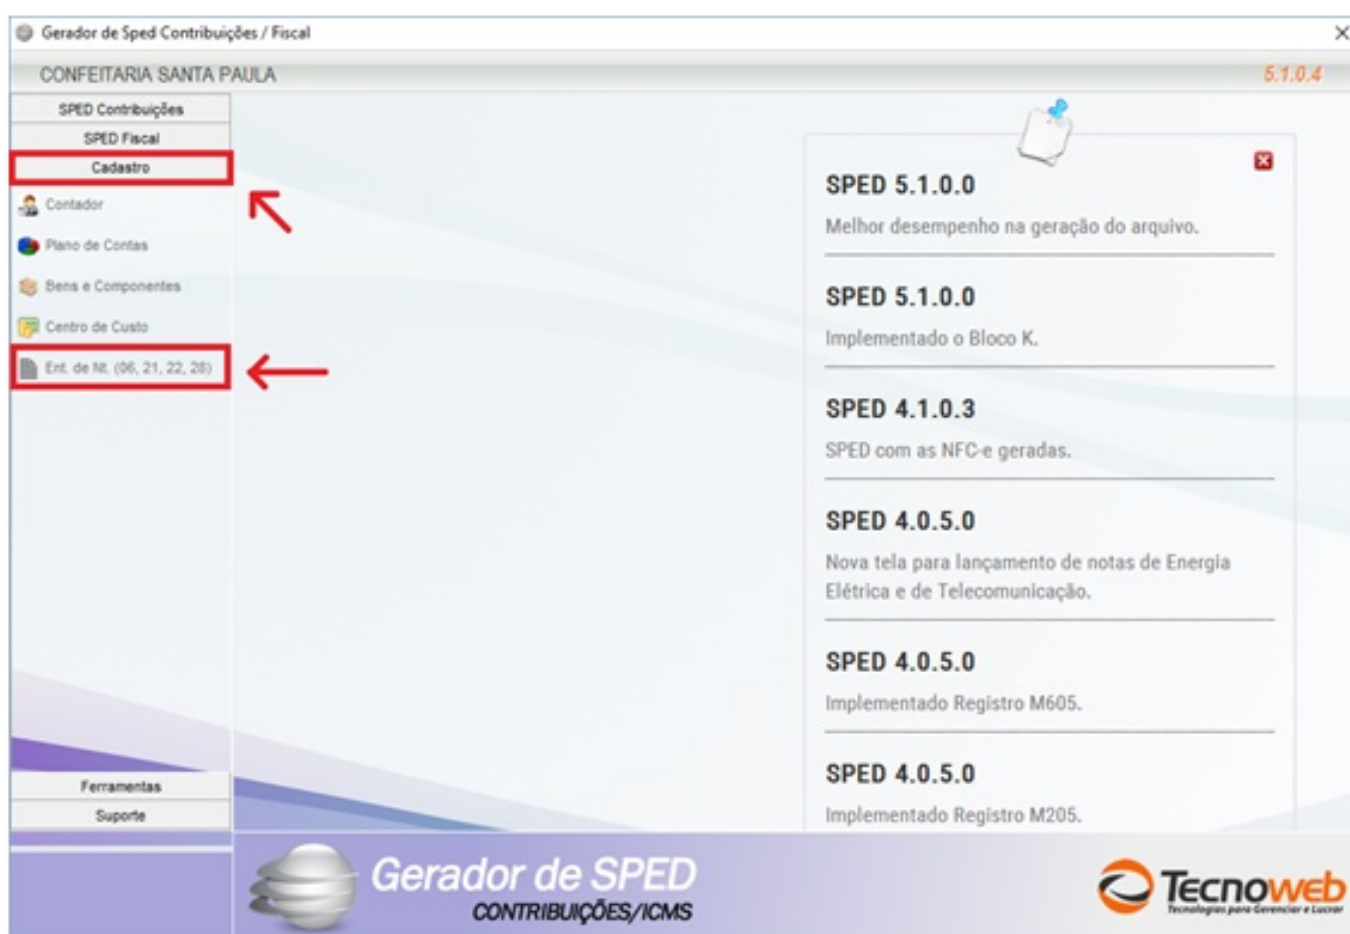 Gerador de Sped Contribuições / Fiscal
CONFEITARIA SANTA PAULA
5.1.0.4
SPED Contribuições
SPED Fiscal
Cadastro
Contador
Plano de Contas
Bens e Componentes
Centro de Custo
Ent. de Nt. (06, 21, 22, 28)
SPED 5.1.0.0
Melhor desempenho na geração do arquivo.
SPED 5.1.0.0
Implementado o Bloco K.
SPED 4.1.0.3
SPED com as NFC-e geradas.
SPED 4.0.5.0
Nova tela para lançamento de notas de Energia
Elétrica e de Telecomunicação.
SPED 4.0.5.0
Implementado Registro M605.
SPED 4.0.5.0
Implementado Registro M205.
Ferramentas
Suporte
Gerador de SPED
CONTRIBUIÇÕES/ICMS
Tecnoweb
Tecnologias para Gerenciar e Lucrar